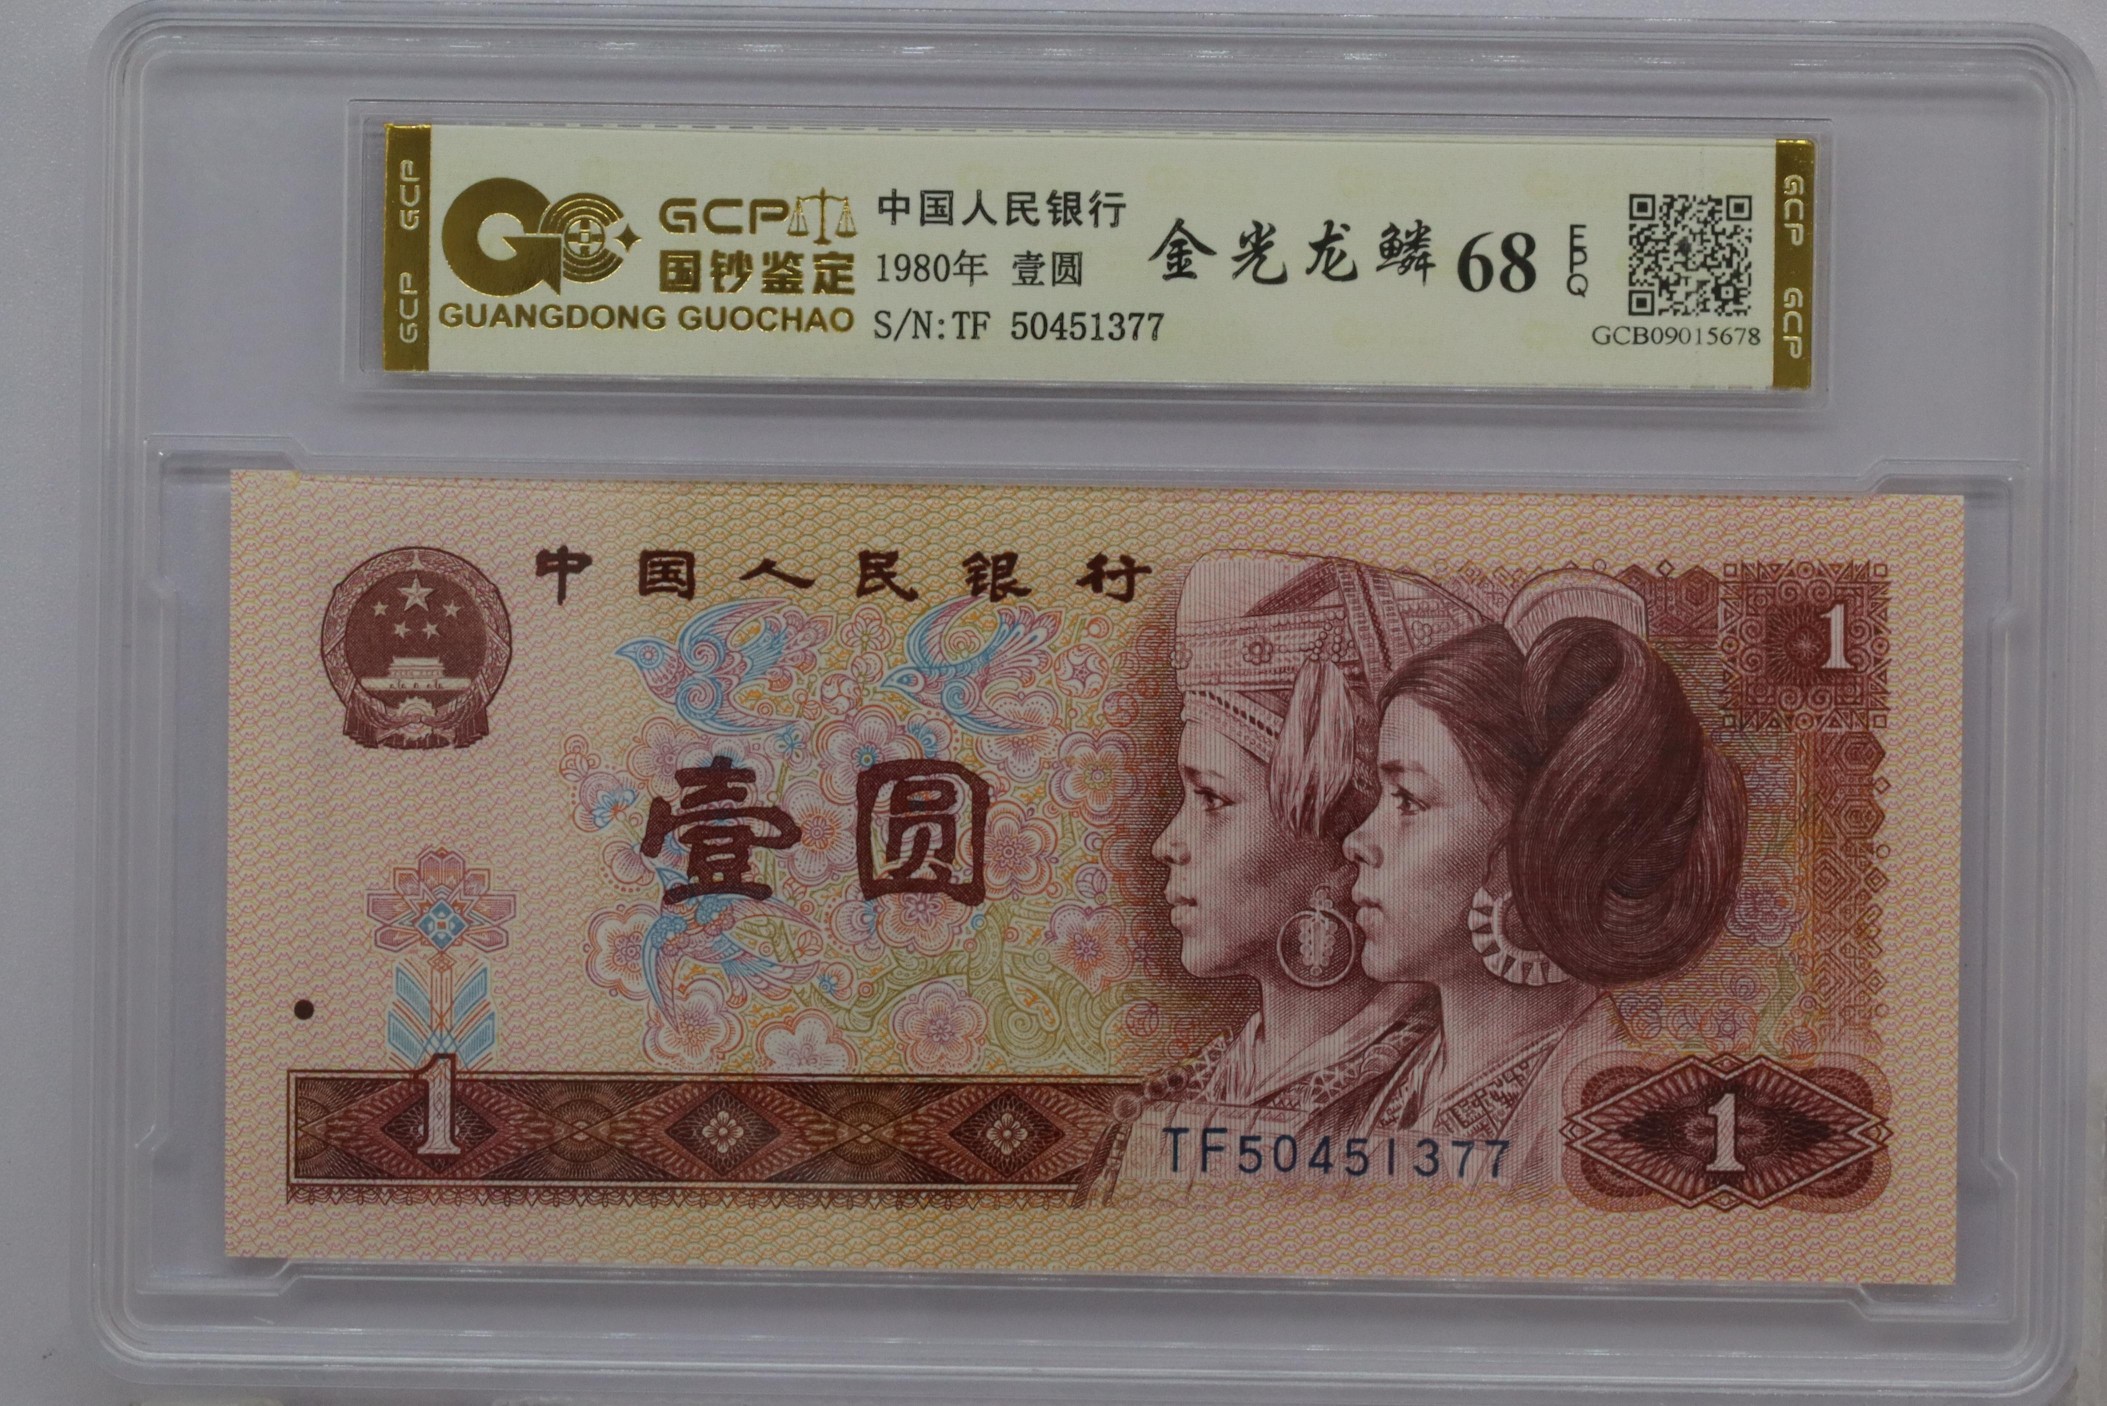 GCP GCP
GCP
国钞鉴定
GUANGDONG GUOCHAO
中国人民银行
1980年 壹圆
S/N:TF 50451377
金光龙鳞 68
EPQ
GCB09015678
GCP GCP
中国人民银行
1
壹圆
1
TF50451377
1